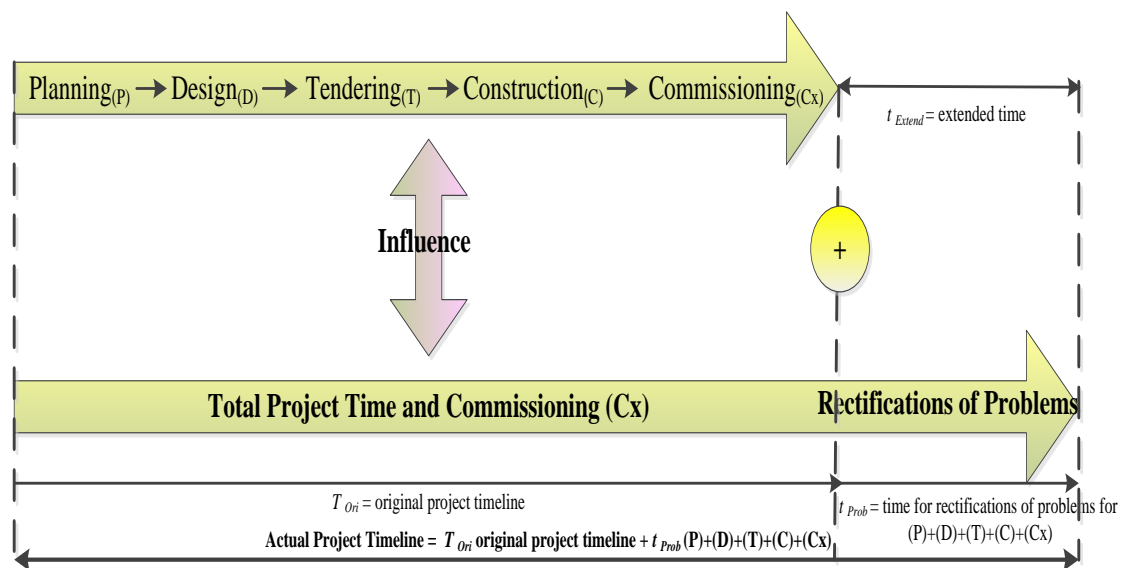 Planning(P) → Design(D) → Tendering(T) → Construction(C) → Commissioning(Cx)
t Extend = extended time
Influence
+
Total Project Time and Commissioning (Cx)
Rectifications of Problems
T Ori = original project timeline
t Prob = time for rectifications of problems for
(P)+(D)+(T)+(C)+(Cx)
Actual Project Timeline = T Ori original project timeline + t Prob (P)+(D)+(T)+(C)+(Cx)